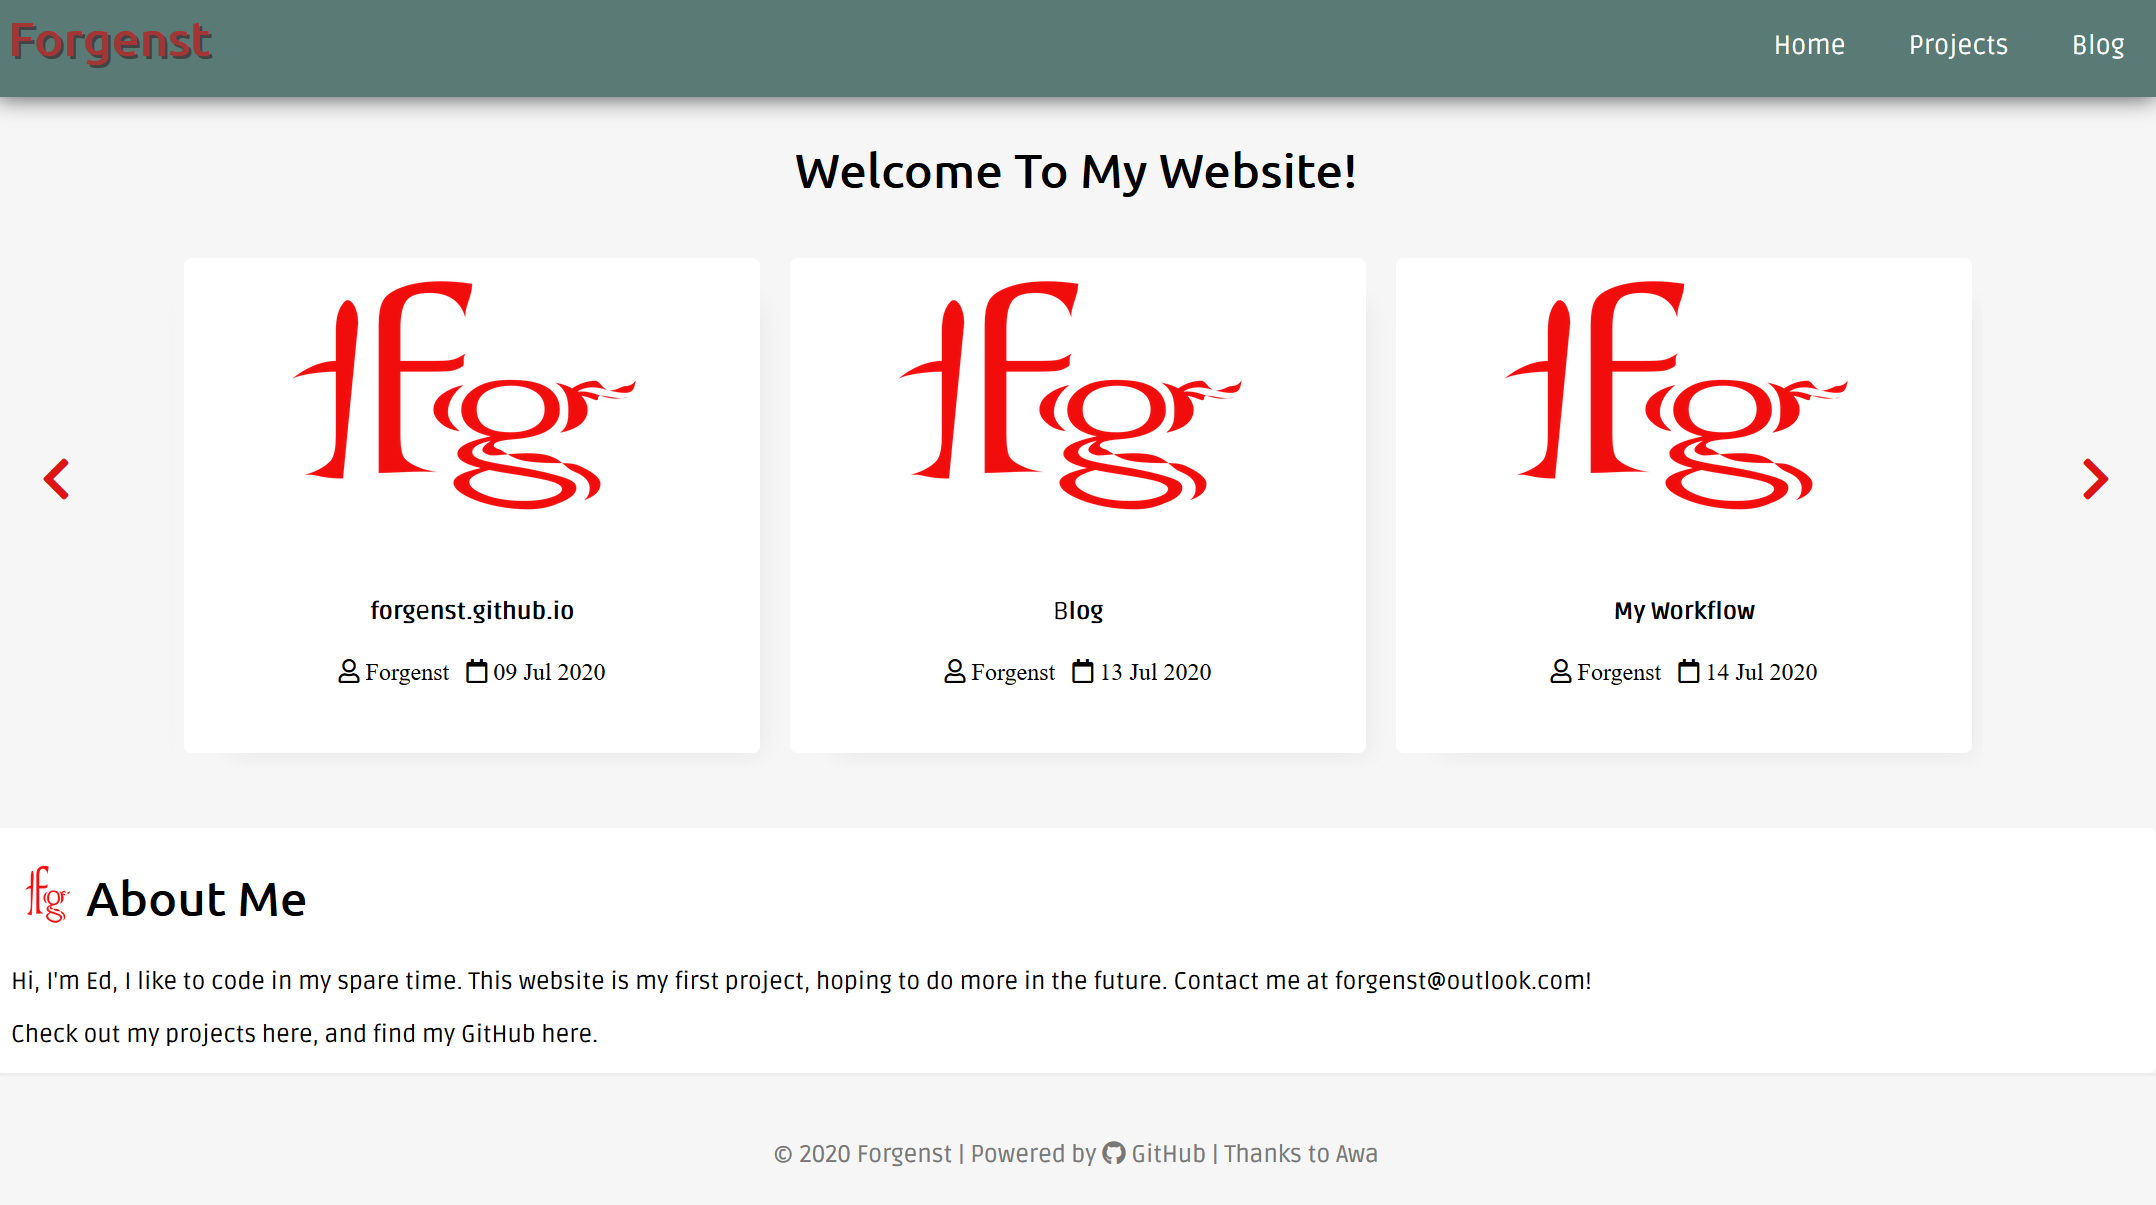 Forgenst
Home Projects Blog
Welcome To My Website!
fg
fg
fg
forgenst.github.io
Forgenst 09 Jul 2020
Blog
Forgenst 13 Jul 2020
My Workflow
Forgenst 14 Jul 2020
fg About Me
Hi, I'm Ed, I like to code in my spare time. This website is my first project, hoping to do more in the future. Contact me at forgenst@outlook.com!
Check out my projects here, and find my GitHub here.
© 2020 Forgenst | Powered by GitHub | Thanks to Awa